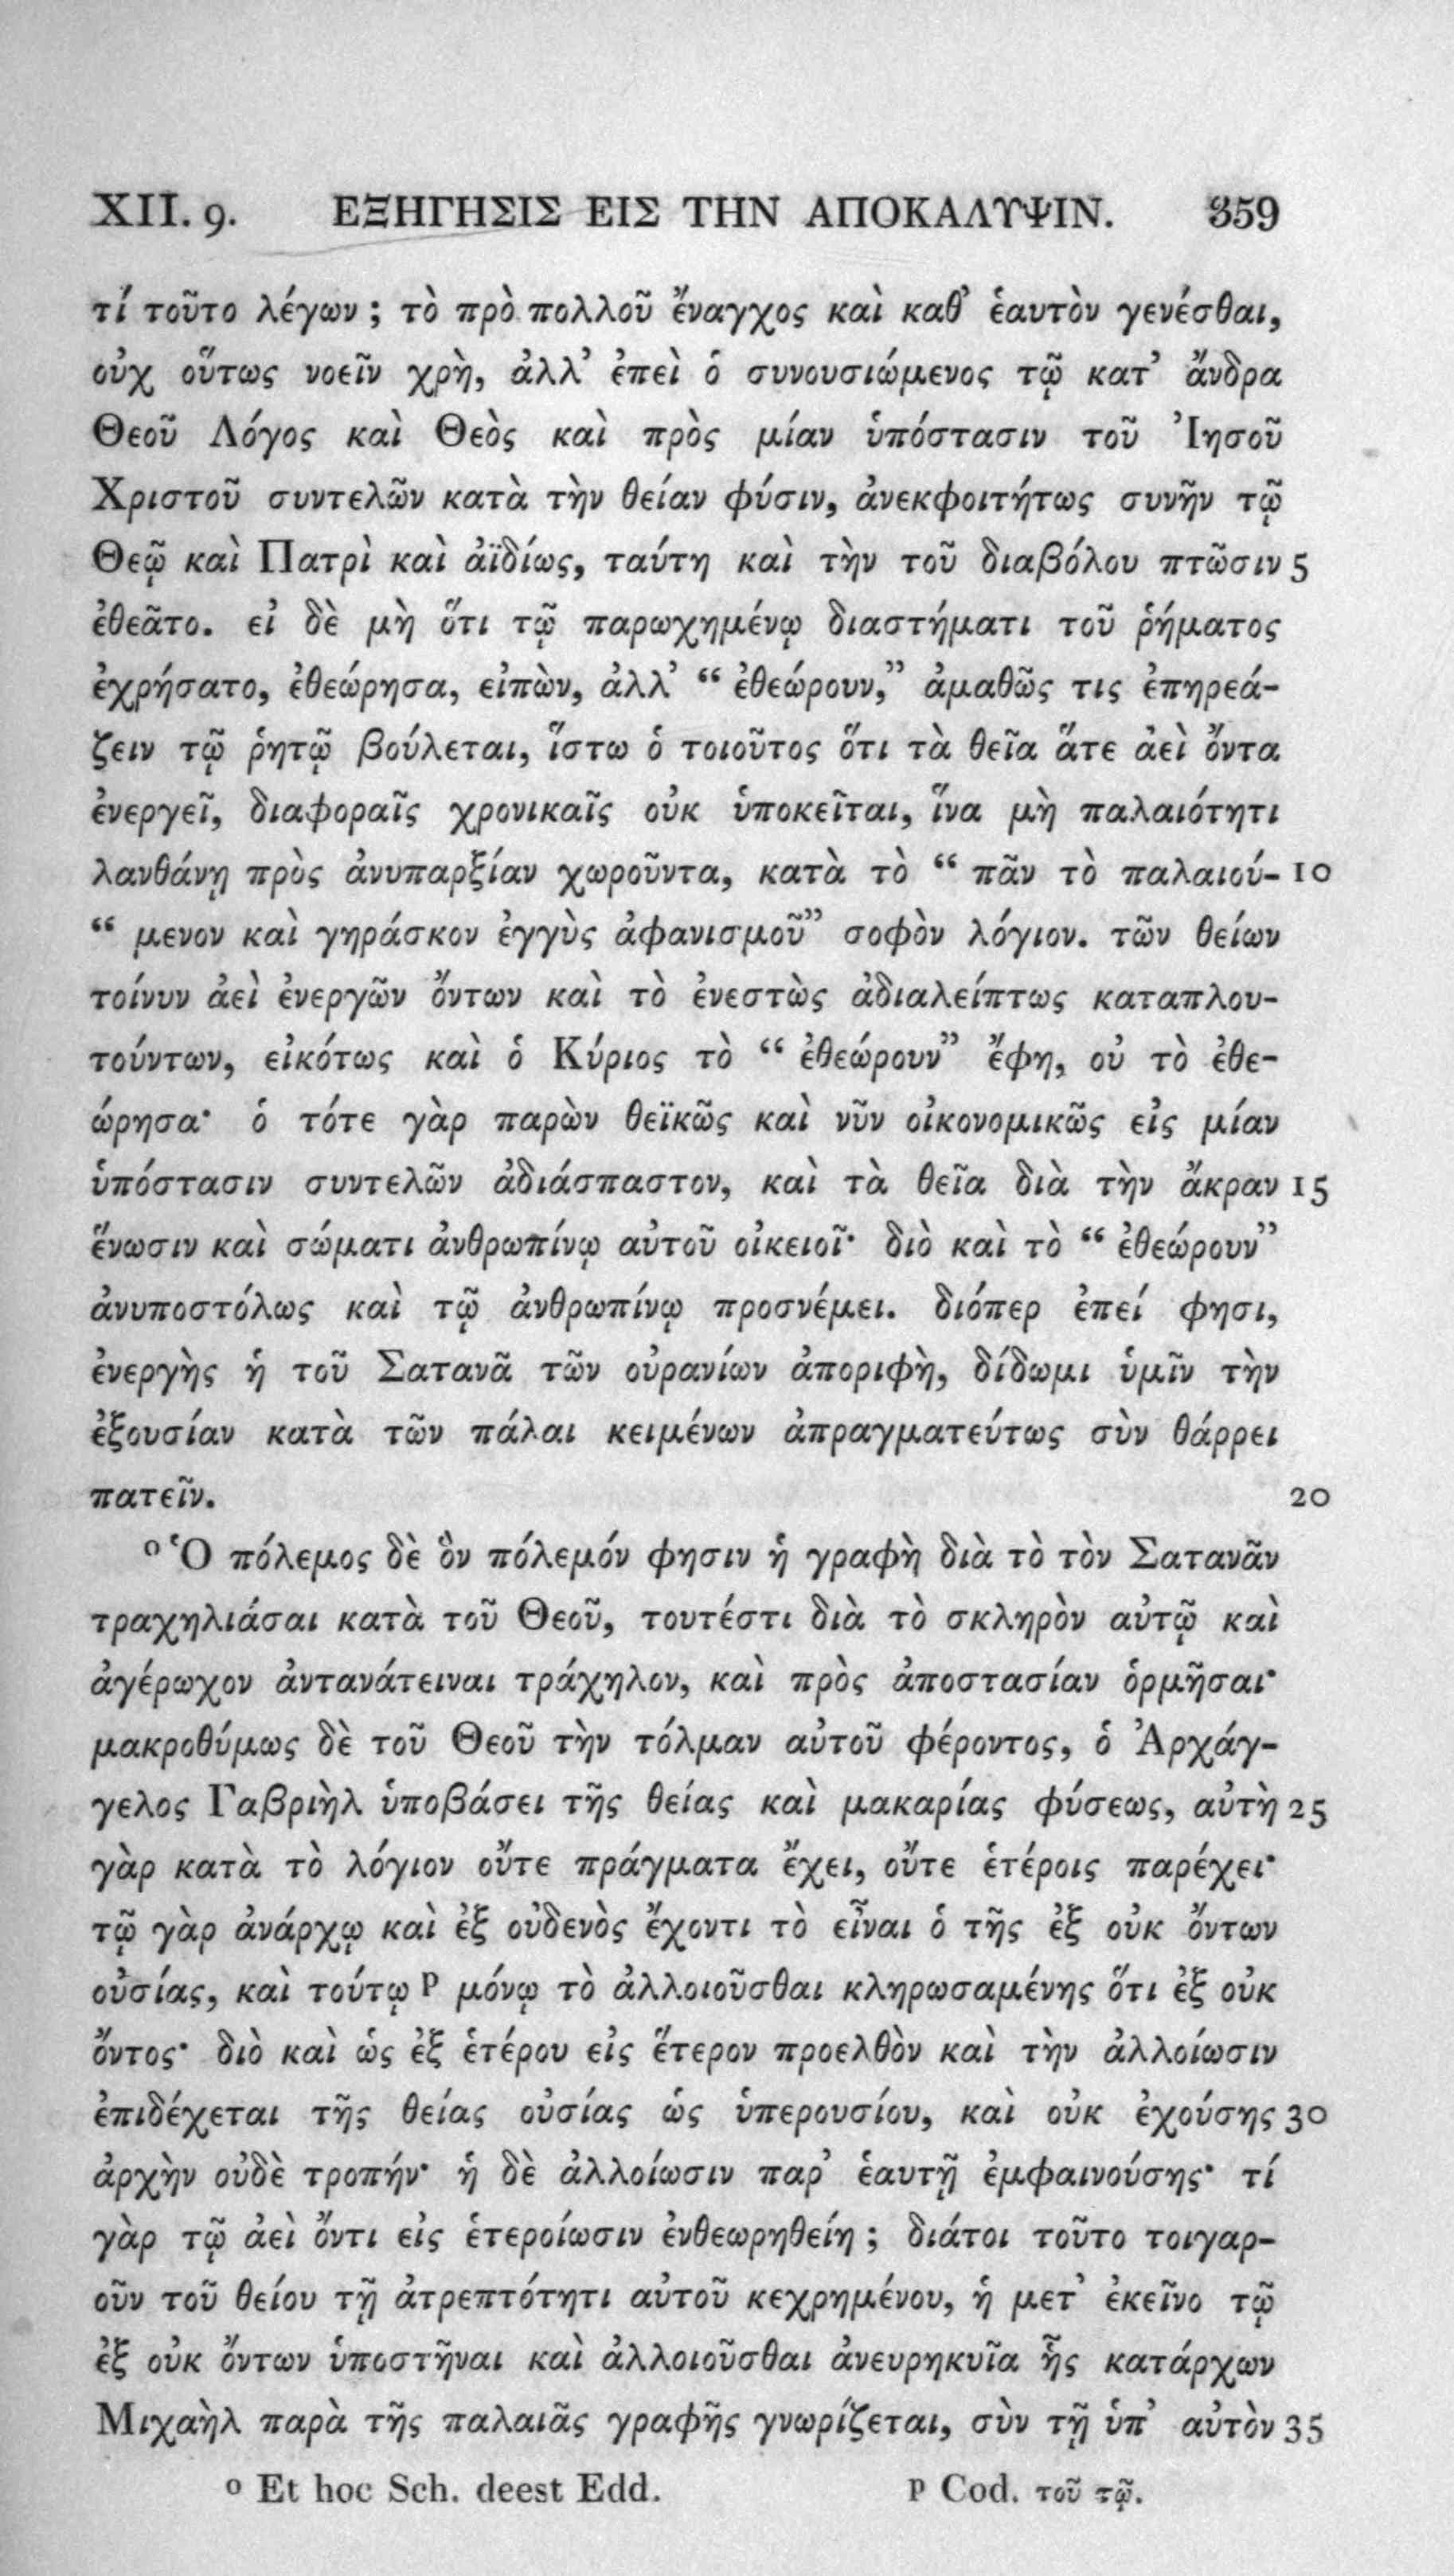 XII. 9. ΕΞΗΓΗΣΙΣ ΕΙΣ ΤΗΝ ΑΠΟΚΑΛΥΨΙΝ. 359
τί τοῦτο λέγων ; τὸ πρὸ πολλοῦ ἔναγχος καὶ καθ᾽ ἑαυτὸν γενέσθαι,
οὐχ οὕτως νοεῖν χρὴ, ἀλλ᾽ ἐπεὶ ὁ συνουσιώμενος τῷ κατ᾽ ἄνδρα
Θεοῦ Λόγος καὶ Θεὸς καὶ πρὸς μίαν ὑπόστασιν τοῦ Ἰησοῦ
Χριστοῦ συντελῶν κατὰ τὴν θείαν φύσιν, ἀνεκφοιτήτως συνῆν τῷ
Θεῷ καὶ Πατρὶ καὶ ἀϊδίως, ταύτη καὶ τὴν τοῦ διαβόλου πτῶσιν 5
ἐθεᾶτο. εἰ δὲ μὴ ὅτι τῷ παρωχημένῳ διαστήματι τοῦ ῥήματος
ἐχρήσατο, ἐθεώρησα, εἰπὼν, ἀλλ᾽ “ ἐθεώρουν,” ἀμαθῶς τις ἐπηρεά-
ζειν τῷ ῥητῷ βούλεται, ἵστω ὁ τοιοῦτος ὅτι τὰ θεῖα ἅτε ἀεὶ ὄντα
ἐνεργεῖ, διαφοραῖς χρονικαῖς οὐκ ὑποκεῖται, ἵνα μὴ παλαιότητι
λανθάνῃ πρὸς ἀνυπαρξίαν χωροῦντα, κατὰ τὸ “ πᾶν τὸ παλαιού- 10
“ μενον καὶ γηράσκον ἐγγὺς ἀφανισμοῦ” σοφὸν λόγιον. τῶν θείων
τοίνυν ἀεὶ ἐνεργῶν ὄντων καὶ τὸ ἐνεστὼς ἀδιαλείπτως καταπλου-
τούντων, εἰκότως καὶ ὁ Κύριος τὸ “ ἐθεώρουν” ἔφη, οὐ τὸ ἐθε-
ώρησα· ὁ τότε γὰρ παρὼν θεϊκῶς καὶ νῦν οἰκονομικῶς εἰς μίαν
ὑπόστασιν συντελῶν ἀδιάσπαστον, καὶ τὰ θεῖα διὰ τὴν ἄκραν 15
ἕνωσιν καὶ σώματι ἀνθρωπίνῳ αὐτοῦ οἰκειοῖ· διὸ καὶ τὸ “ ἐθεώρουν”
ἀνυποστόλως καὶ τῷ ἀνθρωπίνῳ προσνέμει. διόπερ ἐπεί φησι,
ἐνεργὴς ἡ τοῦ Σατανᾶ τῶν οὐρανίων ἀποριφὴ, δίδωμι ὑμῖν τὴν
ἐξουσίαν κατὰ τῶν πάλαι κειμένων ἀπραγματεύτως σὺν θάρρει
πατεῖν. 20
ο Ὁ πόλεμος δὲ ὃν πόλεμόν φησιν ἡ γραφὴ διὰ τὸ τὸν Σατανᾶν
τραχηλιάσαι κατὰ τοῦ Θεοῦ, τουτέστι διὰ τὸ σκληρὸν αὐτῷ καὶ
ἀγέρωχον ἀντανάτειναι τράχηλον, καὶ πρὸς ἀποστασίαν ὁρμῆσαι·
μακροθύμως δὲ τοῦ Θεοῦ τὴν τόλμαν αὐτοῦ φέροντος, ὁ Ἀρχάγ-
γελος Γαβριὴλ ὑποβάσει τῆς θείας καὶ μακαρίας φύσεως, αὐτὴ 25
γὰρ κατὰ τὸ λόγιον οὔτε πράγματα ἔχει, οὔτε ἑτέροις παρέχει·
τῷ γὰρ ἀνάρχῳ καὶ ἐξ οὐδενὸς ἔχοντι τὸ εἶναι ὁ τῆς ἐξ οὐκ ὄντων
οὐσίας, καὶ τούτῳ p μόνῳ τὸ ἀλλοιοῦσθαι κληρωσαμένης ὅτι ἐξ οὐκ
ὄντος· διὸ καὶ ὡς ἐξ ἑτέρου εἰς ἕτερον προελθὸν καὶ τὴν ἀλλοίωσιν
ἐπιδέχεται τῆς θείας οὐσίας ὡς ὑπερουσίου, καὶ οὐκ ἐχούσης 30
ἀρχὴν οὐδὲ τροπήν· ἡ δὲ ἀλλοίωσιν παρ᾽ ἑαυτῇ ἐμφαινούσης· τί
γὰρ τῷ ἀεὶ ὄντι εἰς ἑτεροίωσιν ἐνθεωρηθείη ; διάτοι τοῦτο τοιγαρ-
οῦν τοῦ θείου τῇ ἀτρεπτότητι αὐτοῦ κεχρημένου, ἡ μετ᾽ ἐκεῖνο τῷ
ἐξ οὐκ ὄντων ὑποστῆναι καὶ ἀλλοιοῦσθαι ἀνευρηκυῖα ἧς κατάρχων
Μιχαὴλ παρὰ τῆς παλαιᾶς γραφῆς γνωρίζεται, σὺν τῇ ὑπ᾽ αὐτὸν 35
o Et hoc Sch. deest Edd. p Cod. τοῦ τῷ.